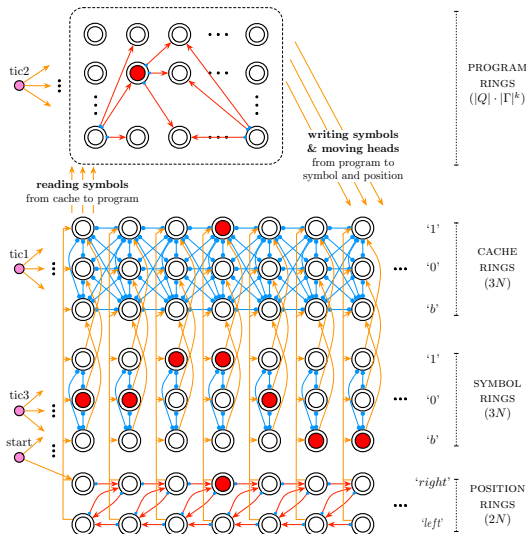 tic2
PROGRAM
RINGS
(|Q| · |Γ|^k)
writing symbols
& moving heads
from program to
symbol and position
reading symbols
from cache to program
tic1
'1'
'0'
'b'
CACHE
RINGS
(3N)
'1'
'0'
'b'
SYMBOL
RINGS
(3N)
tic3
start
'right'
'left'
POSITION
RINGS
(2N)